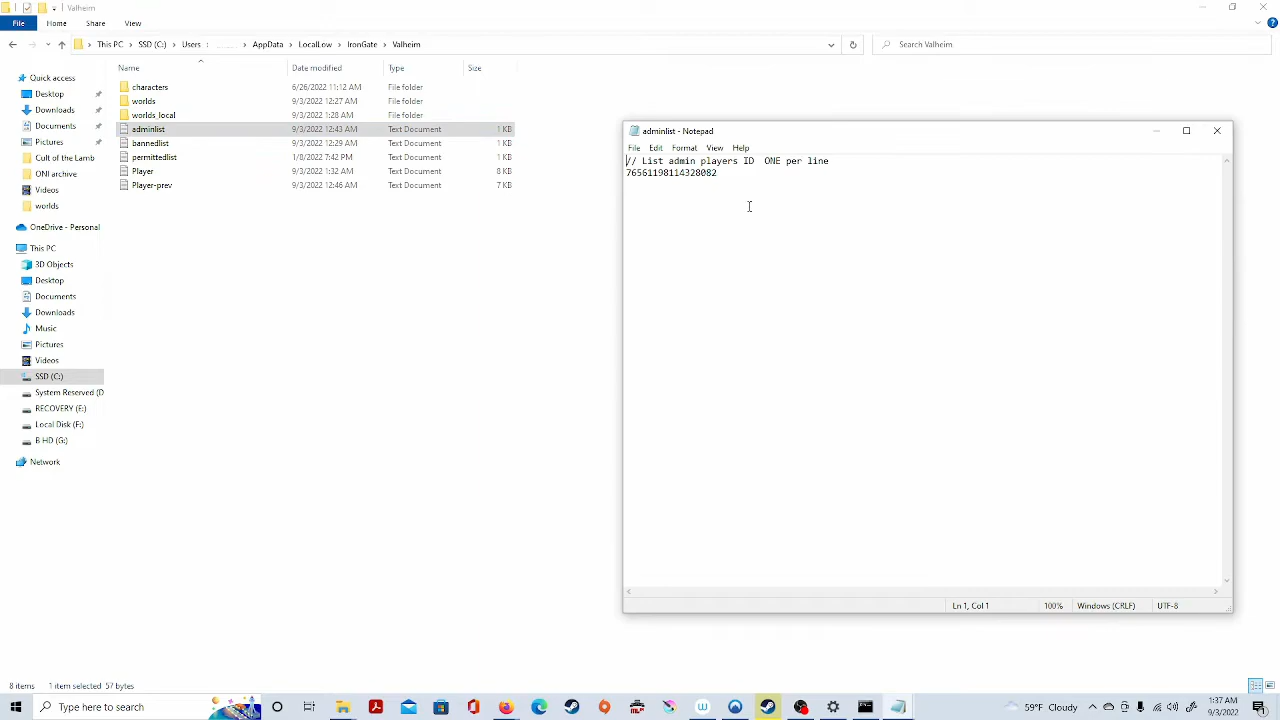 Valheim
File Home Share View
This PC SSD (C:) Users AppData LocalLow IronGate Valheim
Search Valheim
Name Date modified Type Size
Quick access
Desktop
Downloads
Documents
Pictures
Cult of the Lamb
ONI archive
Videos
worlds
OneDrive - Personal
This PC
3D Objects
Desktop
Documents
Downloads
Music
Pictures
Videos
SSD (C:)
System Reserved (D
RECOVERY (E:)
Local Disk (F:)
B HD (G:)
Network
characters 6/26/2022 11:12 AM File folder
worlds 9/3/2022 12:27 AM File folder
worlds_local 9/3/2022 1:28 AM File folder
adminlist 9/3/2022 12:43 AM Text Document 1 KB
bannedlist 9/3/2022 12:29 AM Text Document 1 KB
permittedlist 1/8/2022 7:42 PM Text Document 1 KB
Player 9/3/2022 1:32 AM Text Document 8 KB
Player-prev 9/3/2022 12:46 AM Text Document 7 KB
adminlist - Notepad
File Edit Format View Help
// List admin players ID  ONE per line
76561198114328082
Ln 1, Col 1 100% Windows (CRLF) UTF-8
8 items 1 item selected 57 bytes
Type here to search
59°F Cloudy
1:37 AM
9/3/2022